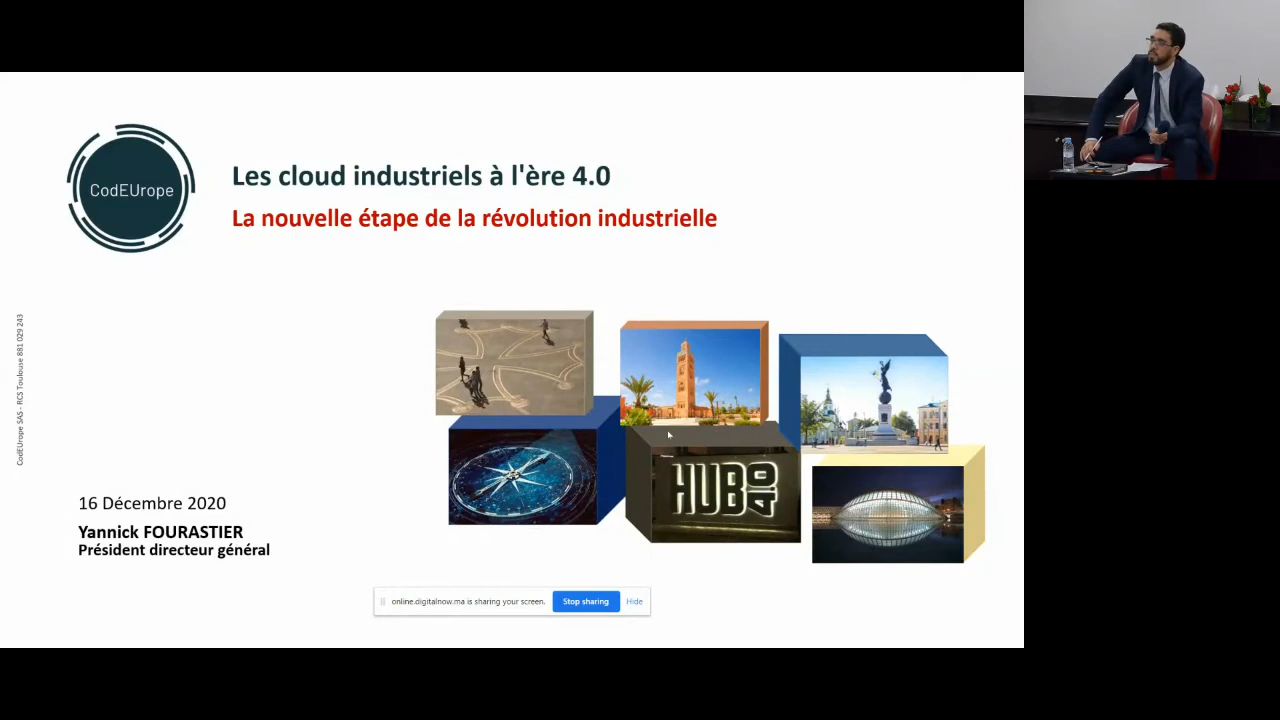 CodEUrope
Les cloud industriels à l'ère 4.0
La nouvelle étape de la révolution industrielle
CodEUrope SAS - RCS Toulouse 881 029 243
HUB
4.0
16 Décembre 2020
Yannick FOURASTIER
Président directeur général
online.digitalnow.ma is sharing your screen. Stop sharing Hide